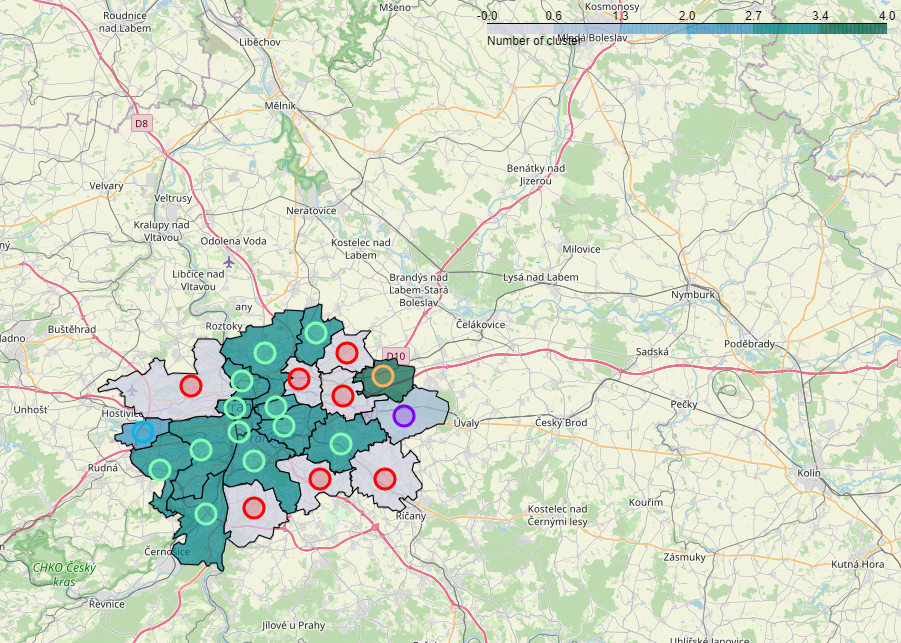 Roudnice
nad Labem
Mšeno
Kosmonosy
-0.0 0.6 1.3 2.0 2.7 3.4 4.0
Number of cluster
Mladá Boleslav
Liběchov
Mělník
D8
Benátky nad
Jizerou
Velvary
Veltrusy
Neratovice
Kralupy nad
Vltavou
Odolena Voda
Kostelec nad
Labem
Milovice
Libčice nad
Vltavou
Brandýs nad
Labem-Stará
Boleslav
Lysá nad Labem
Nymburk
any
Roztoky
Buštěhrad
Čelákovice
Poděbrady
Sadská
D10
Unhošť
Hostivi
Pečky
Úvaly
Český Brod
Rudná
Kolín
Kouřim
Říčany
Kostelec nad
Černými lesy
Černošice
Zásmuky
Kutná Hora
CHKO Český
kras
Řevnice
Jílové u Prahy
Uhlířské Janovice